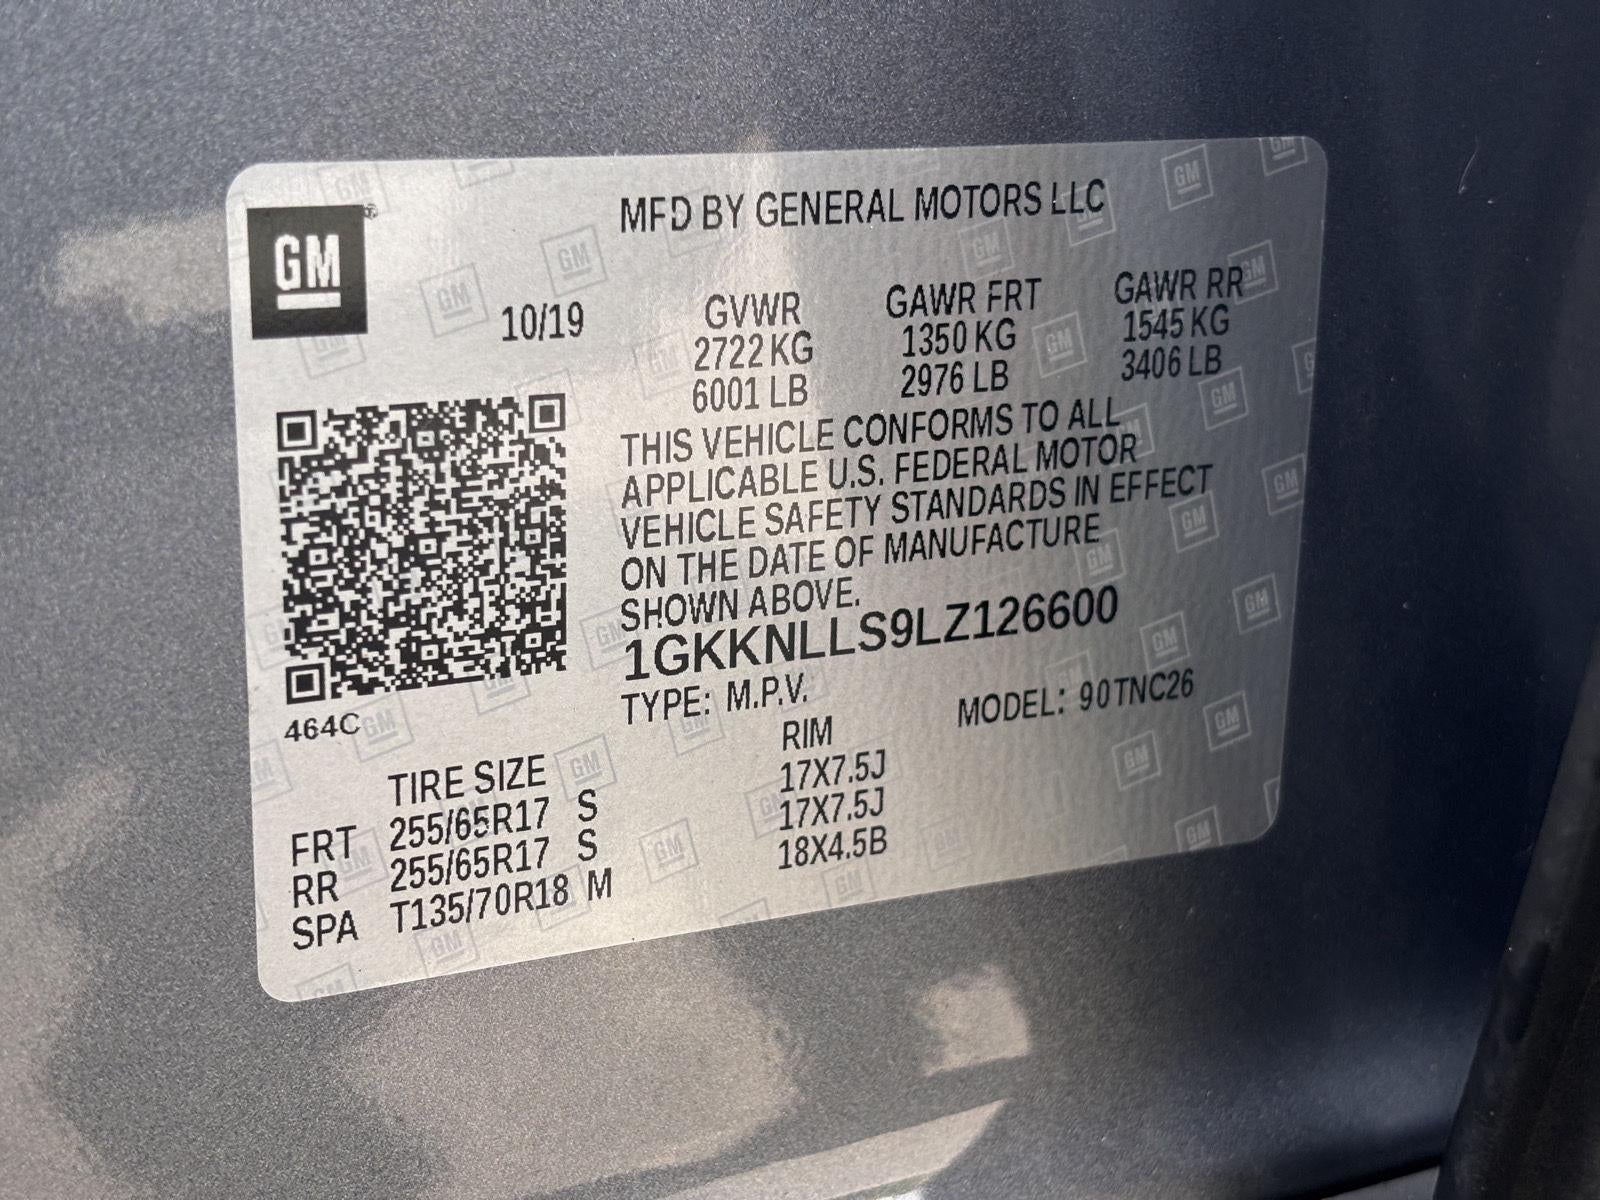 GM
MFD BY GENERAL MOTORS LLC
10/19
GVWR GAWR FRT GAWR RR
2722 KG 1350 KG 1545 KG
6001 LB 2976 LB 3406 LB
THIS VEHICLE CONFORMS TO ALL
APPLICABLE U.S. FEDERAL MOTOR
VEHICLE SAFETY STANDARDS IN EFFECT
ON THE DATE OF MANUFACTURE
SHOWN ABOVE.
1GKKNLLS9LZ126600
TYPE: M.P.V. MODEL: 90TNC26
464C
TIRE SIZE RIM
FRT 255/65R17 S 17X7.5J
RR 255/65R17 S 17X7.5J
SPA T135/70R18 M 18X4.5B